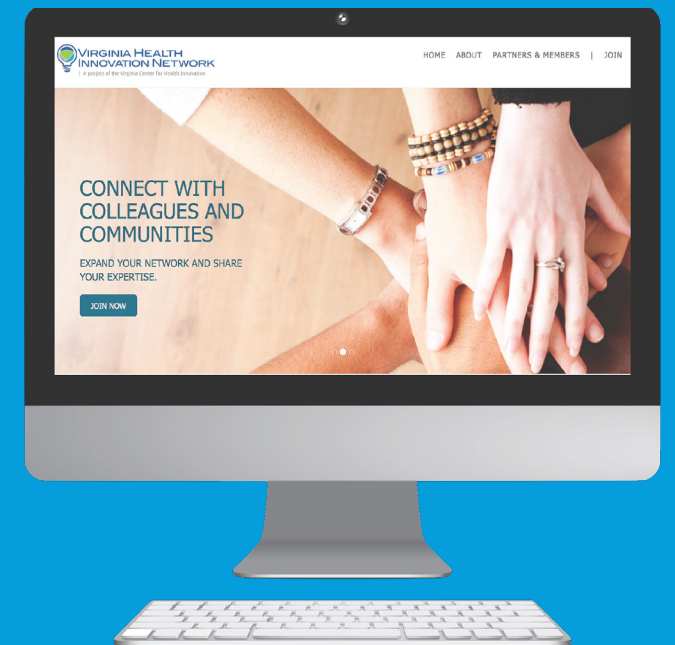 VIRGINIA HEALTH
INNOVATION NETWORK
| A project of the Virginia Center for Health Innovation
HOME ABOUT PARTNERS & MEMBERS | JOIN
CONNECT WITH
COLLEAGUES AND
COMMUNITIES
EXPAND YOUR NETWORK AND SHARE
YOUR EXPERTISE.
JOIN NOW